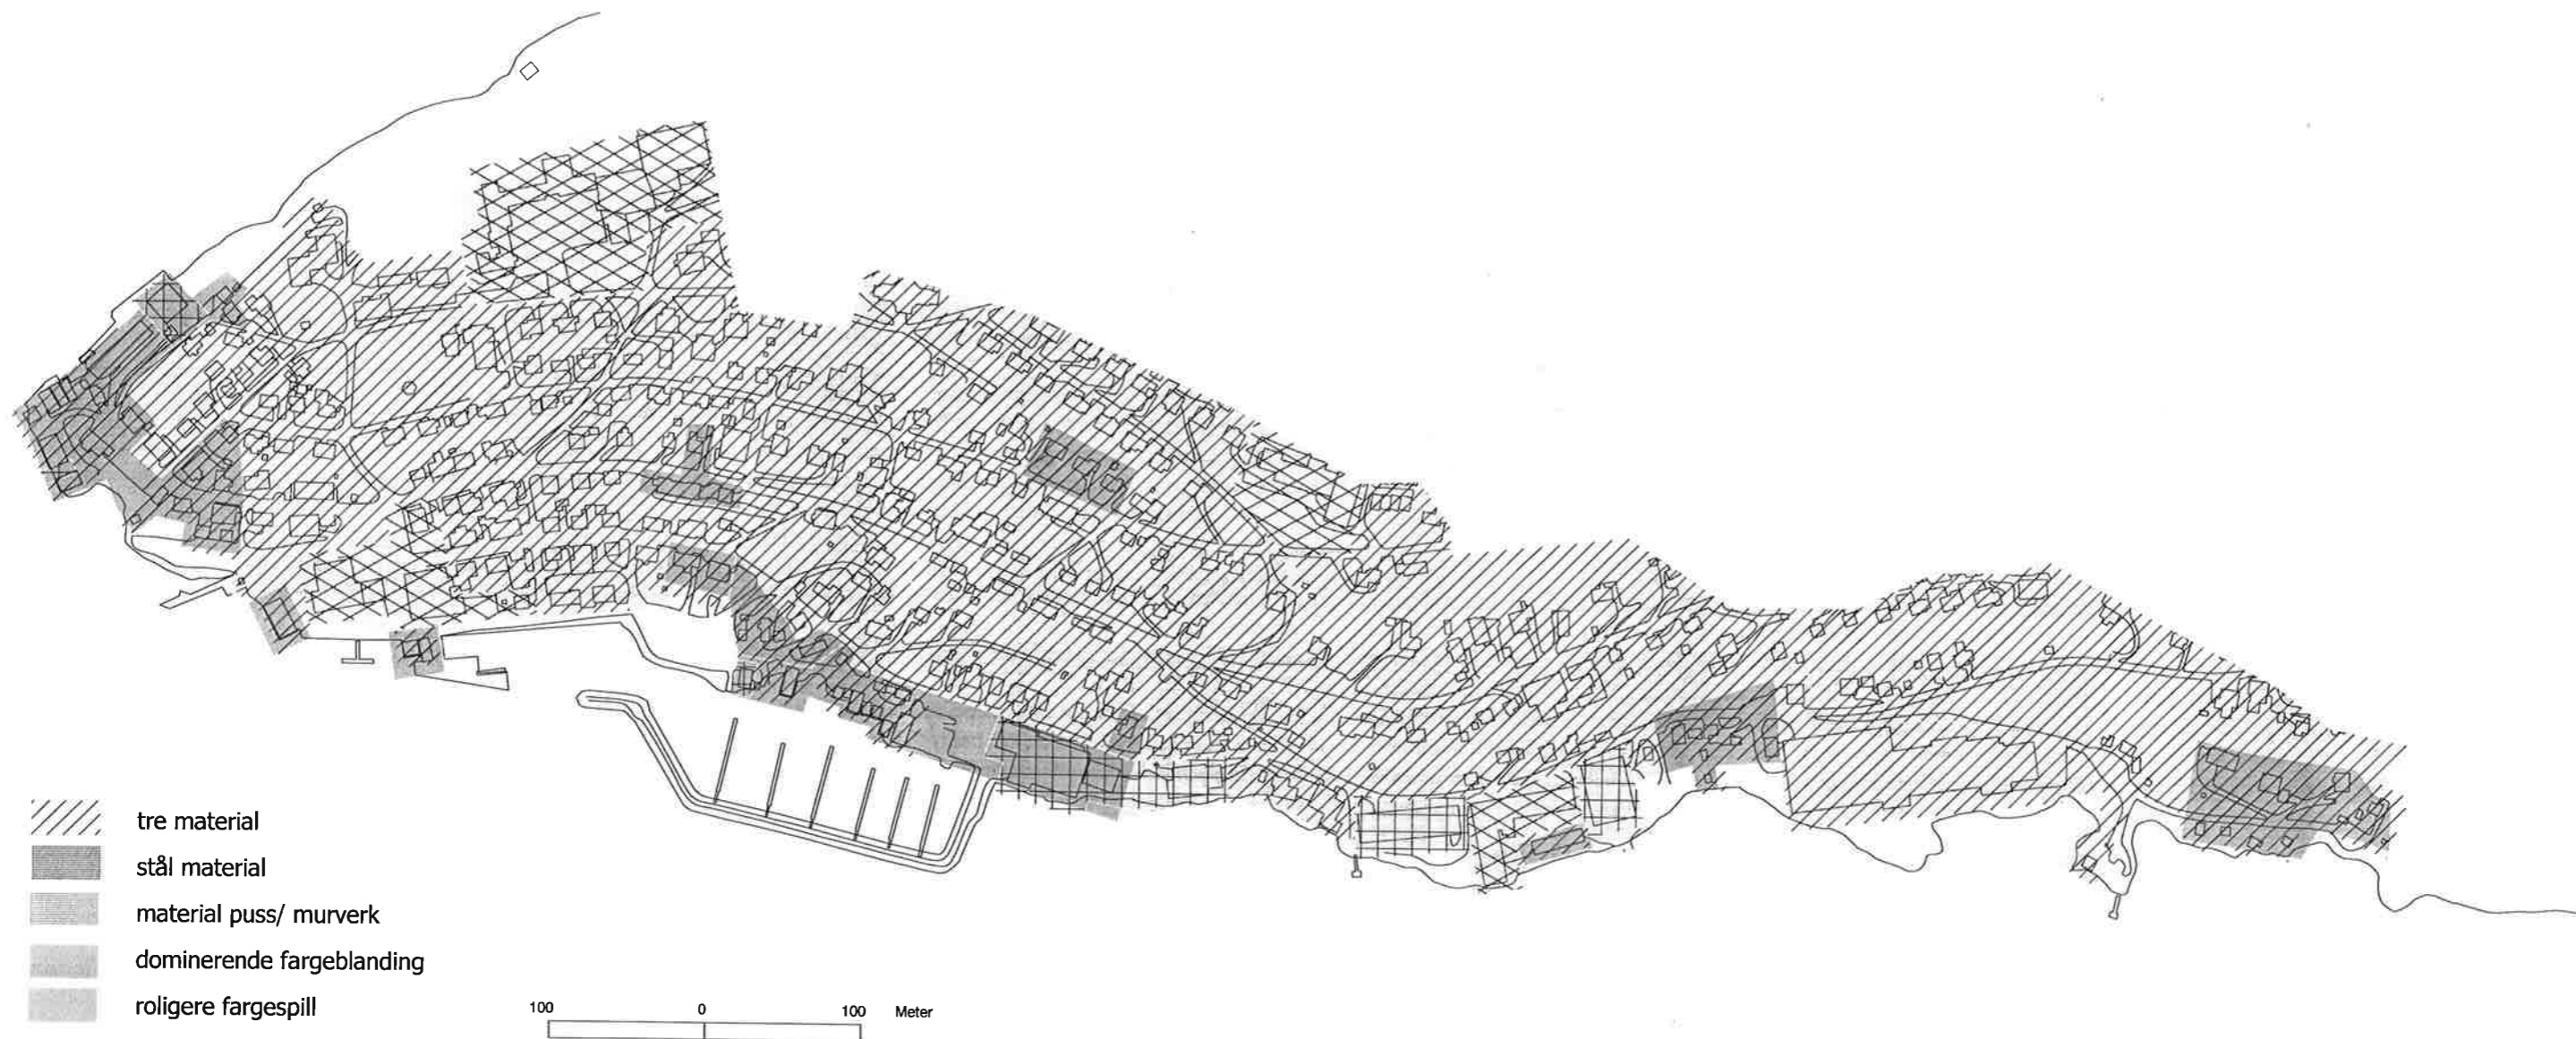 tre material
stål material
material puss/ murverk
dominerende fargeblanding
roligere fargespill
100 0 100 Meter